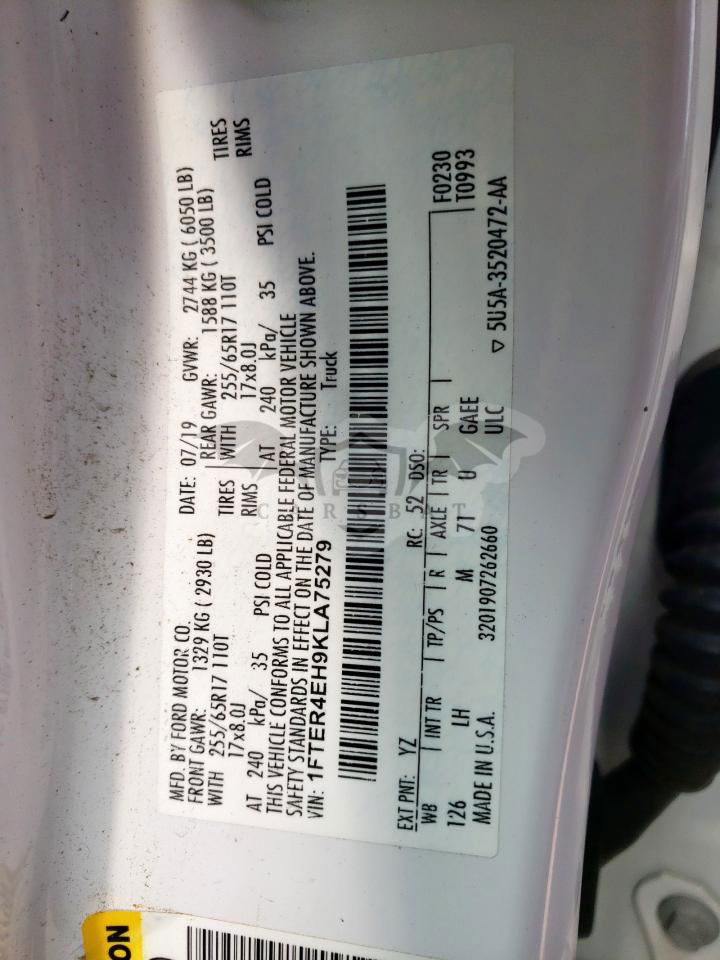 MFD. BY FORD MOTOR CO.
DATE: 07/19 GVWR: 2744 KG ( 6050 LB)
FRONT GAWR: 1329 KG ( 2930 LB) REAR GAWR: 1588 KG ( 3500 LB)
WITH 255/65R17 110T TIRES WITH 255/65R17 110T TIRES
17x8.0J RIMS 17x8.0J RIMS
AT 240 kPa/ 35 PSI COLD AT 240 kPa/ 35 PSI COLD
THIS VEHICLE CONFORMS TO ALL APPLICABLE FEDERAL MOTOR VEHICLE
SAFETY STANDARDS IN EFFECT ON THE DATE OF MANUFACTURE SHOWN ABOVE.
VIN: 1FTER4EH9KLA75279 TYPE: Truck
EXT PNT: YZ RC: 52 DSO:
WB INT TR TP/PS R AXLE TR SPR F0230
126 LH M 7T U GAEE T0993
ULC
MADE IN U.S.A. 3201907262660 ▽ 5U5A-3520472-AA
CARSBAT
ON